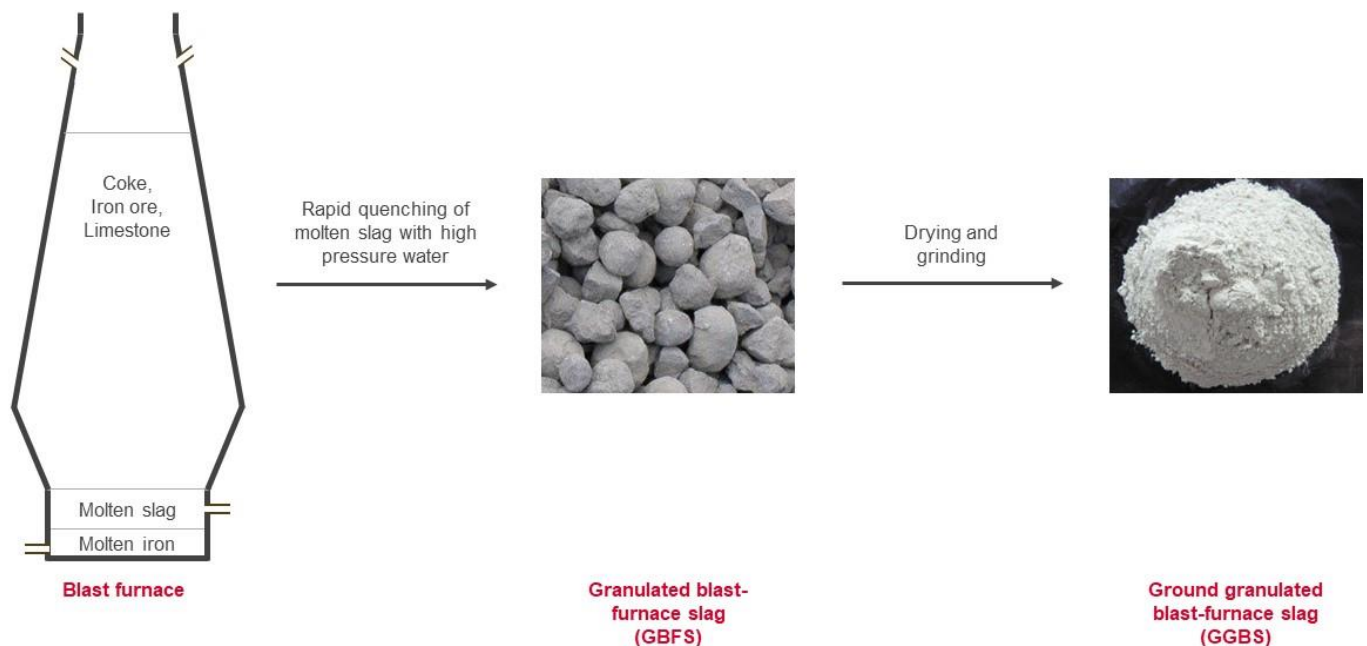 Coke,
Iron ore,
Limestone
Molten slag
Molten iron
Blast furnace
Rapid quenching of
molten slag with high
pressure water
Granulated blast-
furnace slag
(GBFS)
Drying and
grinding
Ground granulated
blast-furnace slag
(GGBS)